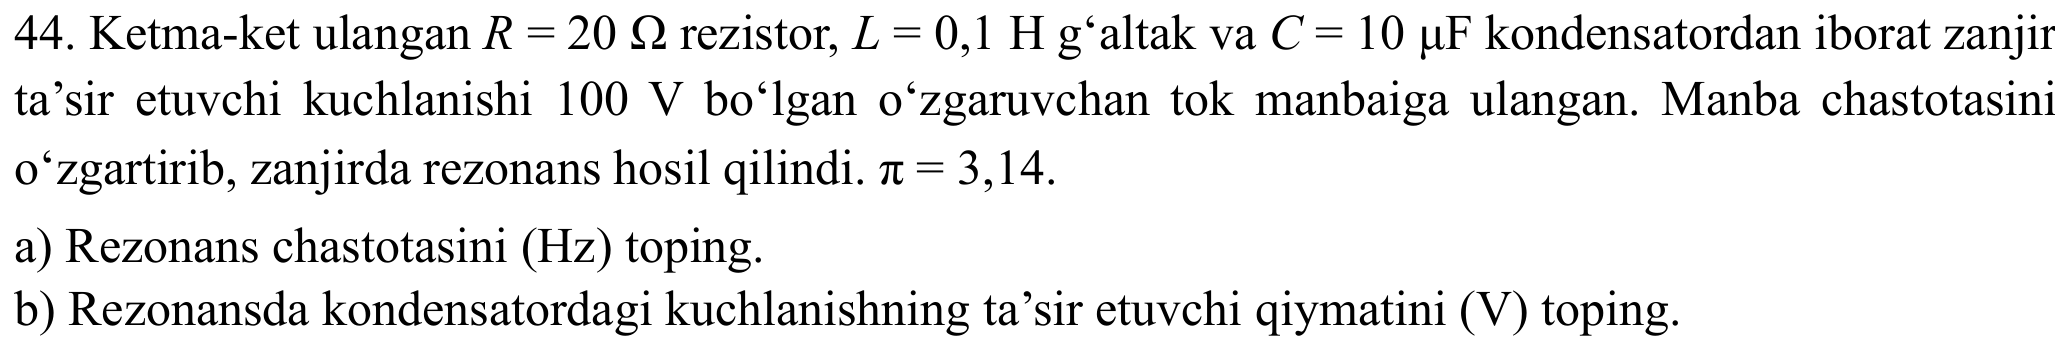 44. Ketma-ket ulangan R = 20 Ω rezistor, L = 0,1 H g‘altak va C = 10 μF kondensatordan iborat zanjir
ta’sir etuvchi kuchlanishi 100 V bo‘lgan o‘zgaruvchan tok manbaiga ulangan. Manba chastotasini
o‘zgartirib, zanjirda rezonans hosil qilindi. π = 3,14.
a) Rezonans chastotasini (Hz) toping.
b) Rezonansda kondensatordagi kuchlanishning ta’sir etuvchi qiymatini (V) toping.